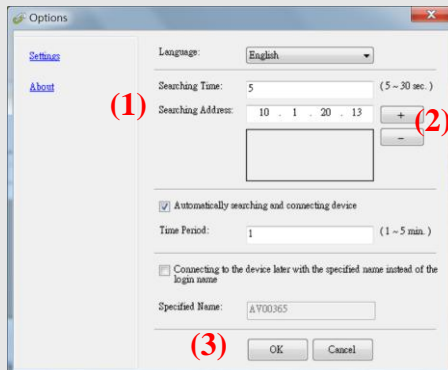 Options
Settings
About
Language: English
Searching Time: 5 (5 ~ 30 sec.)
(1) Searching Address: 10 . 1 . 20 . 13 + (2)
−
Automatically searching and connecting device
Time Period: 1 (1 ~ 5 min.)
Connecting to the device later with the specified name instead of the
login name
Specified Name: AV00365
(3) OK Cancel